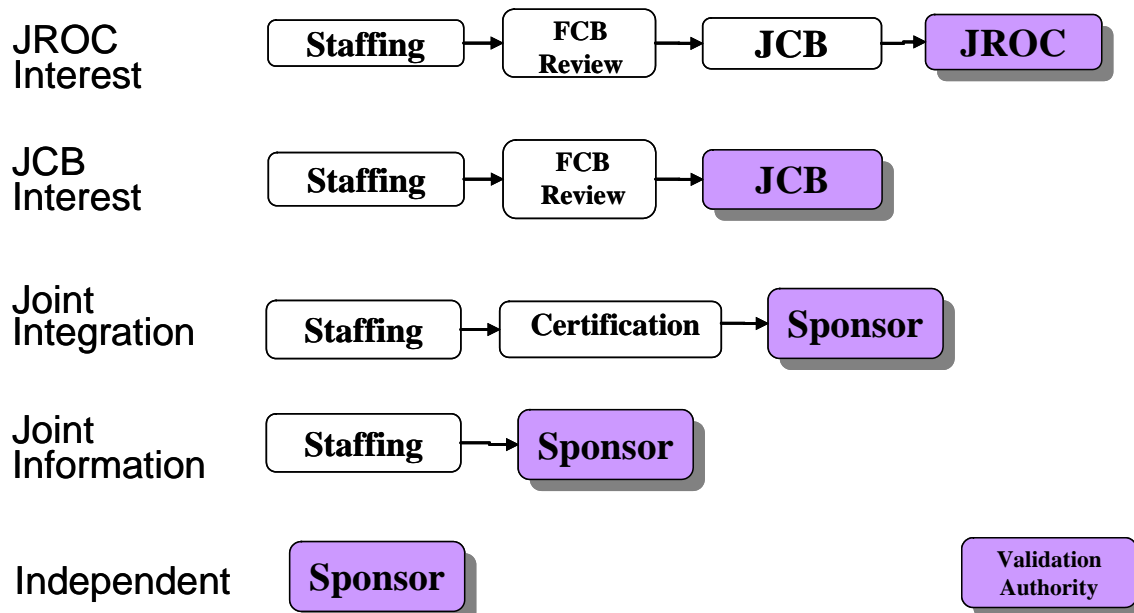 JROC
Interest
Staffing
FCB
Review
JCB
JROC
JCB
Interest
Staffing
FCB
Review
JCB
Joint
Integration
Staffing
Certification
Sponsor
Joint
Information
Staffing
Sponsor
Independent
Sponsor
Validation
Authority